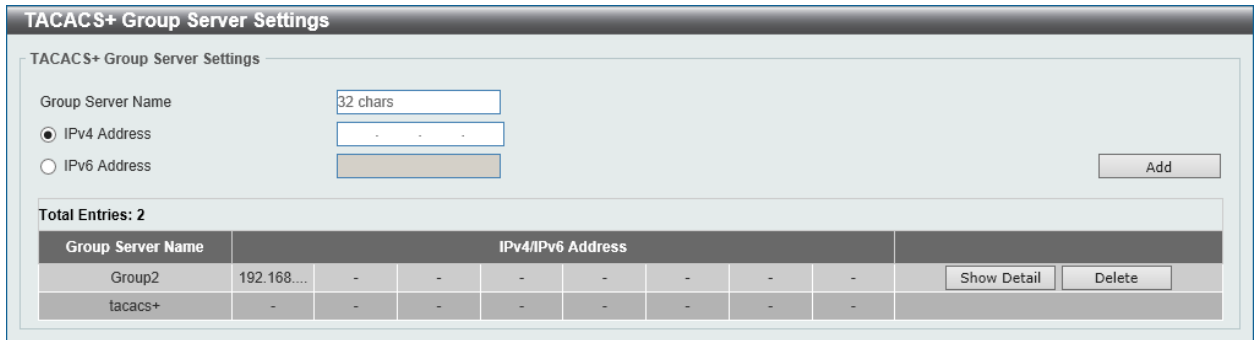 TACACS+ Group Server Settings
TACACS+ Group Server Settings
Group Server Name 32 chars
IPv4 Address . . .
IPv6 Address
Add
Total Entries: 2
Group Server Name IPv4/IPv6 Address
Group2 192.168.... - - - - - - - Show Detail Delete
tacacs+ - - - - - - - -